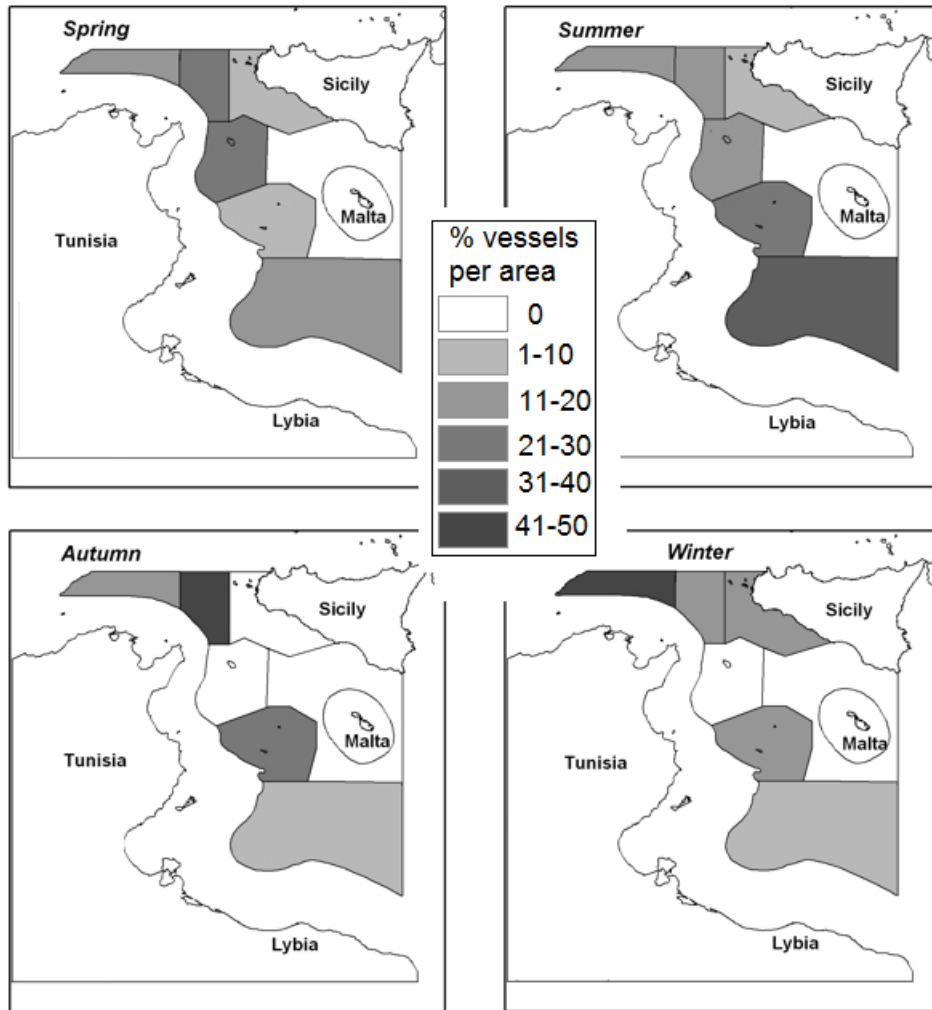 Spring
Sicily
Malta
Tunisia
Lybia
Summer
Sicily
Malta
Lybia
% vessels
per area
0
1-10
11-20
21-30
31-40
41-50
Autumn
Sicily
Malta
Tunisia
Lybia
Winter
Sicily
Malta
Tunisia
Lybia